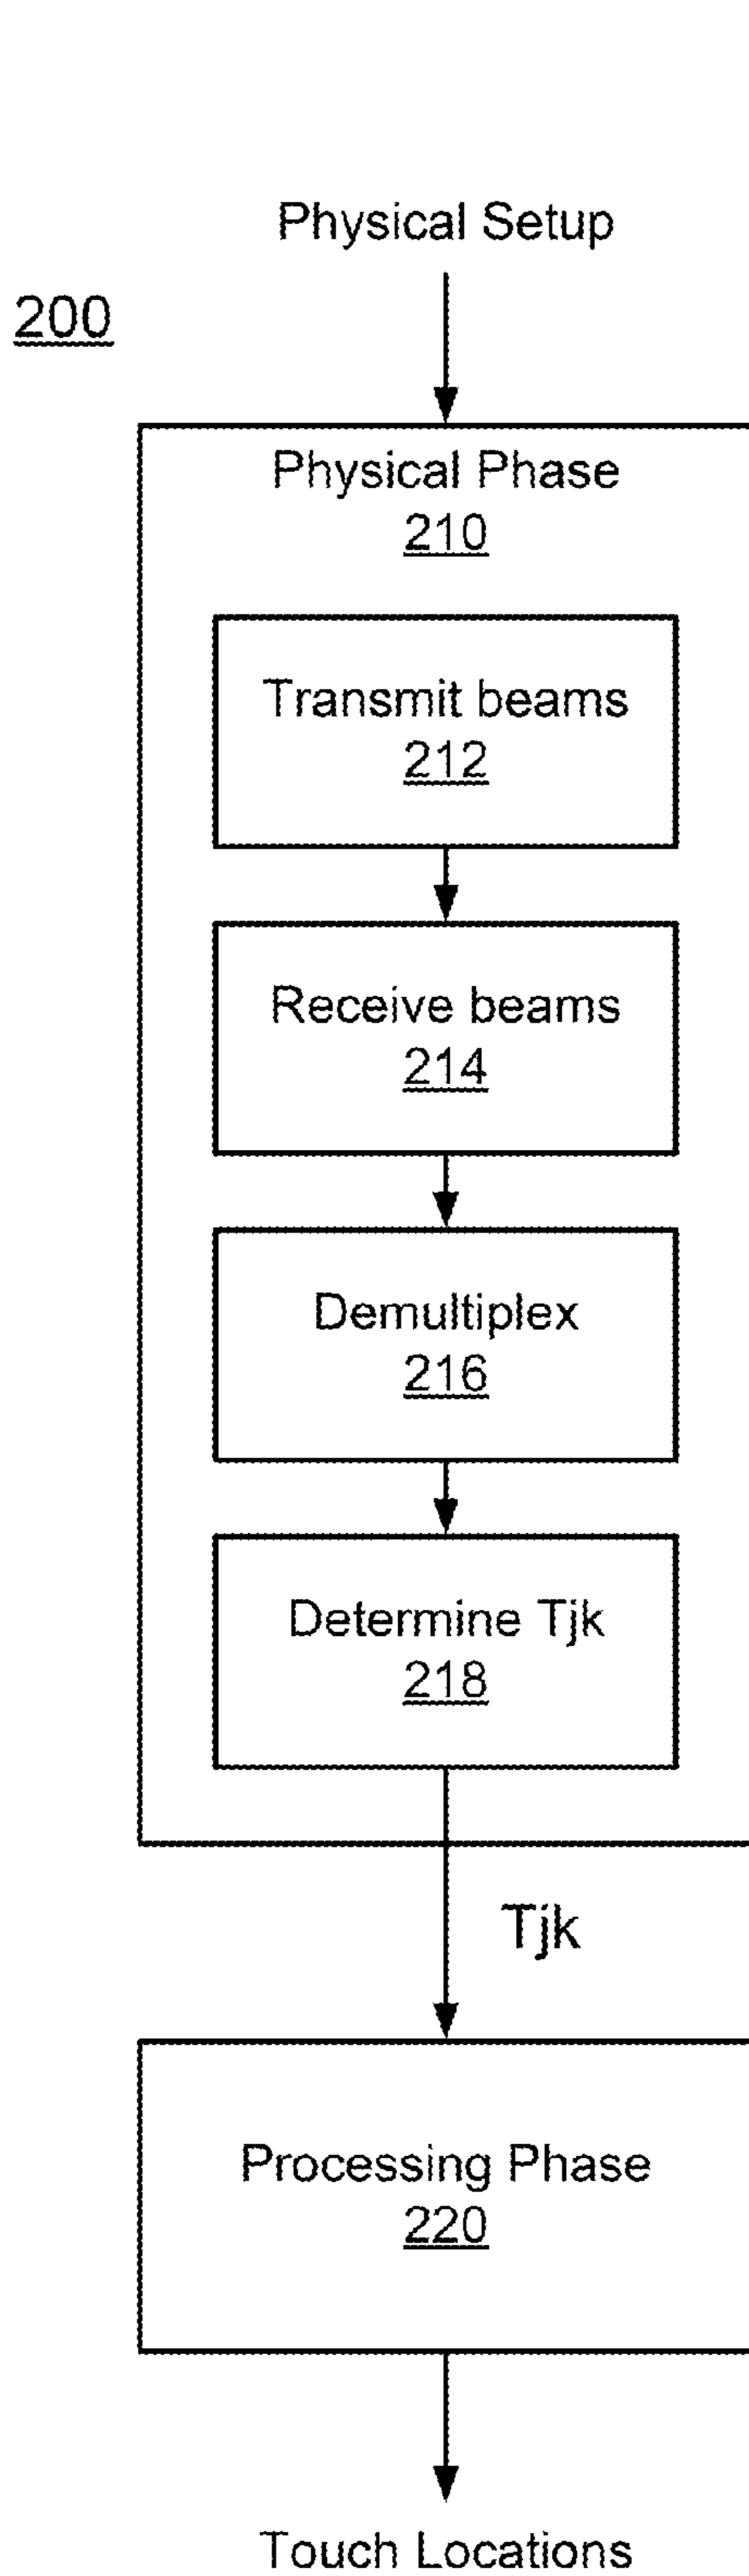 Physical Setup
200
Physical Phase
210
Transmit beams
212
Receive beams
214
Demultiplex
216
Determine Tjk
218
Tjk
Processing Phase
220
Touch Locations